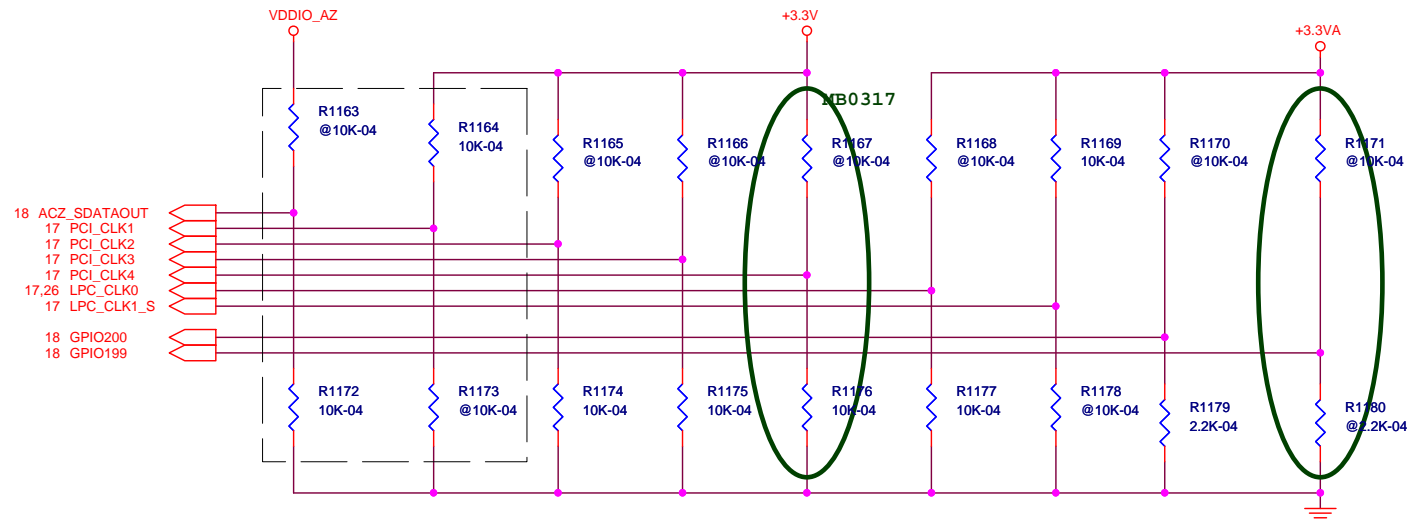 VDDIO_AZ
+3.3V
+3.3VA
MB0317
R1163
@10K-04
R1164
10K-04
R1165
@10K-04
R1166
@10K-04
R1167
@10K-04
R1168
@10K-04
R1169
10K-04
R1170
@10K-04
R1171
@10K-04
18 ACZ_SDATAOUT
17 PCI_CLK1
17 PCI_CLK2
17 PCI_CLK3
17 PCI_CLK4
17,26 LPC_CLK0
17 LPC_CLK1_S
18 GPIO200
18 GPIO199
R1172
10K-04
R1173
@10K-04
R1174
10K-04
R1175
10K-04
R1176
10K-04
R1177
10K-04
R1178
@10K-04
R1179
2.2K-04
R1180
@2.2K-04